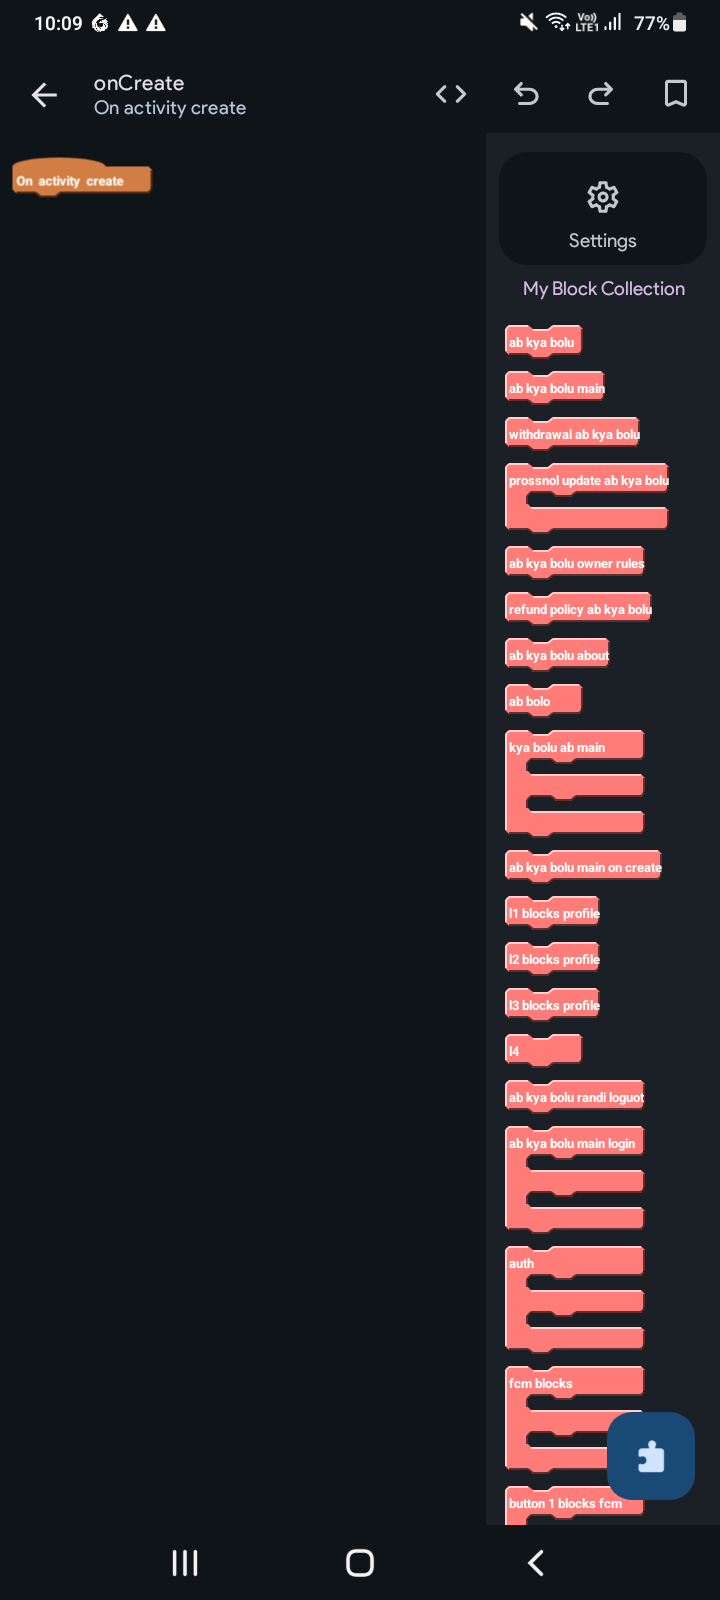 10:09
Vo))
LTE1
77%
onCreate
On activity create
On activity create
Settings
My Block Collection
ab kya bolu
ab kya bolu main
withdrawal ab kya bolu
prossnol update ab kya bolu
ab kya bolu owner rules
refund policy ab kya bolu
ab kya bolu about
ab bolo
kya bolu ab main
ab kya bolu main on create
l1 blocks profile
l2 blocks profile
l3 blocks profile
l4
ab kya bolu randi loguot
ab kya bolu main login
auth
fcm blocks
button 1 blocks fcm